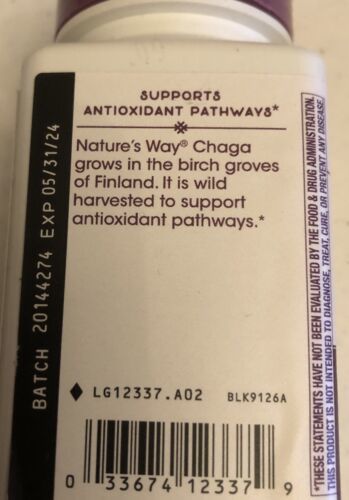 SUPPORTS
ANTIOXIDANT PATHWAYS*
Nature's Way® Chaga
grows in the birch groves
of Finland. It is wild
harvested to support
antioxidant pathways.*
BATCH 20144274 EXP 05/31/24
LG12337.A02 BLK9126A
0 33674 12337 9
*THESE STATEMENTS HAVE NOT BEEN EVALUATED BY THE FOOD & DRUG ADMINISTRATION.
THIS PRODUCT IS NOT INTENDED TO DIAGNOSE, TREAT, CURE, OR PREVENT ANY DISEASE.